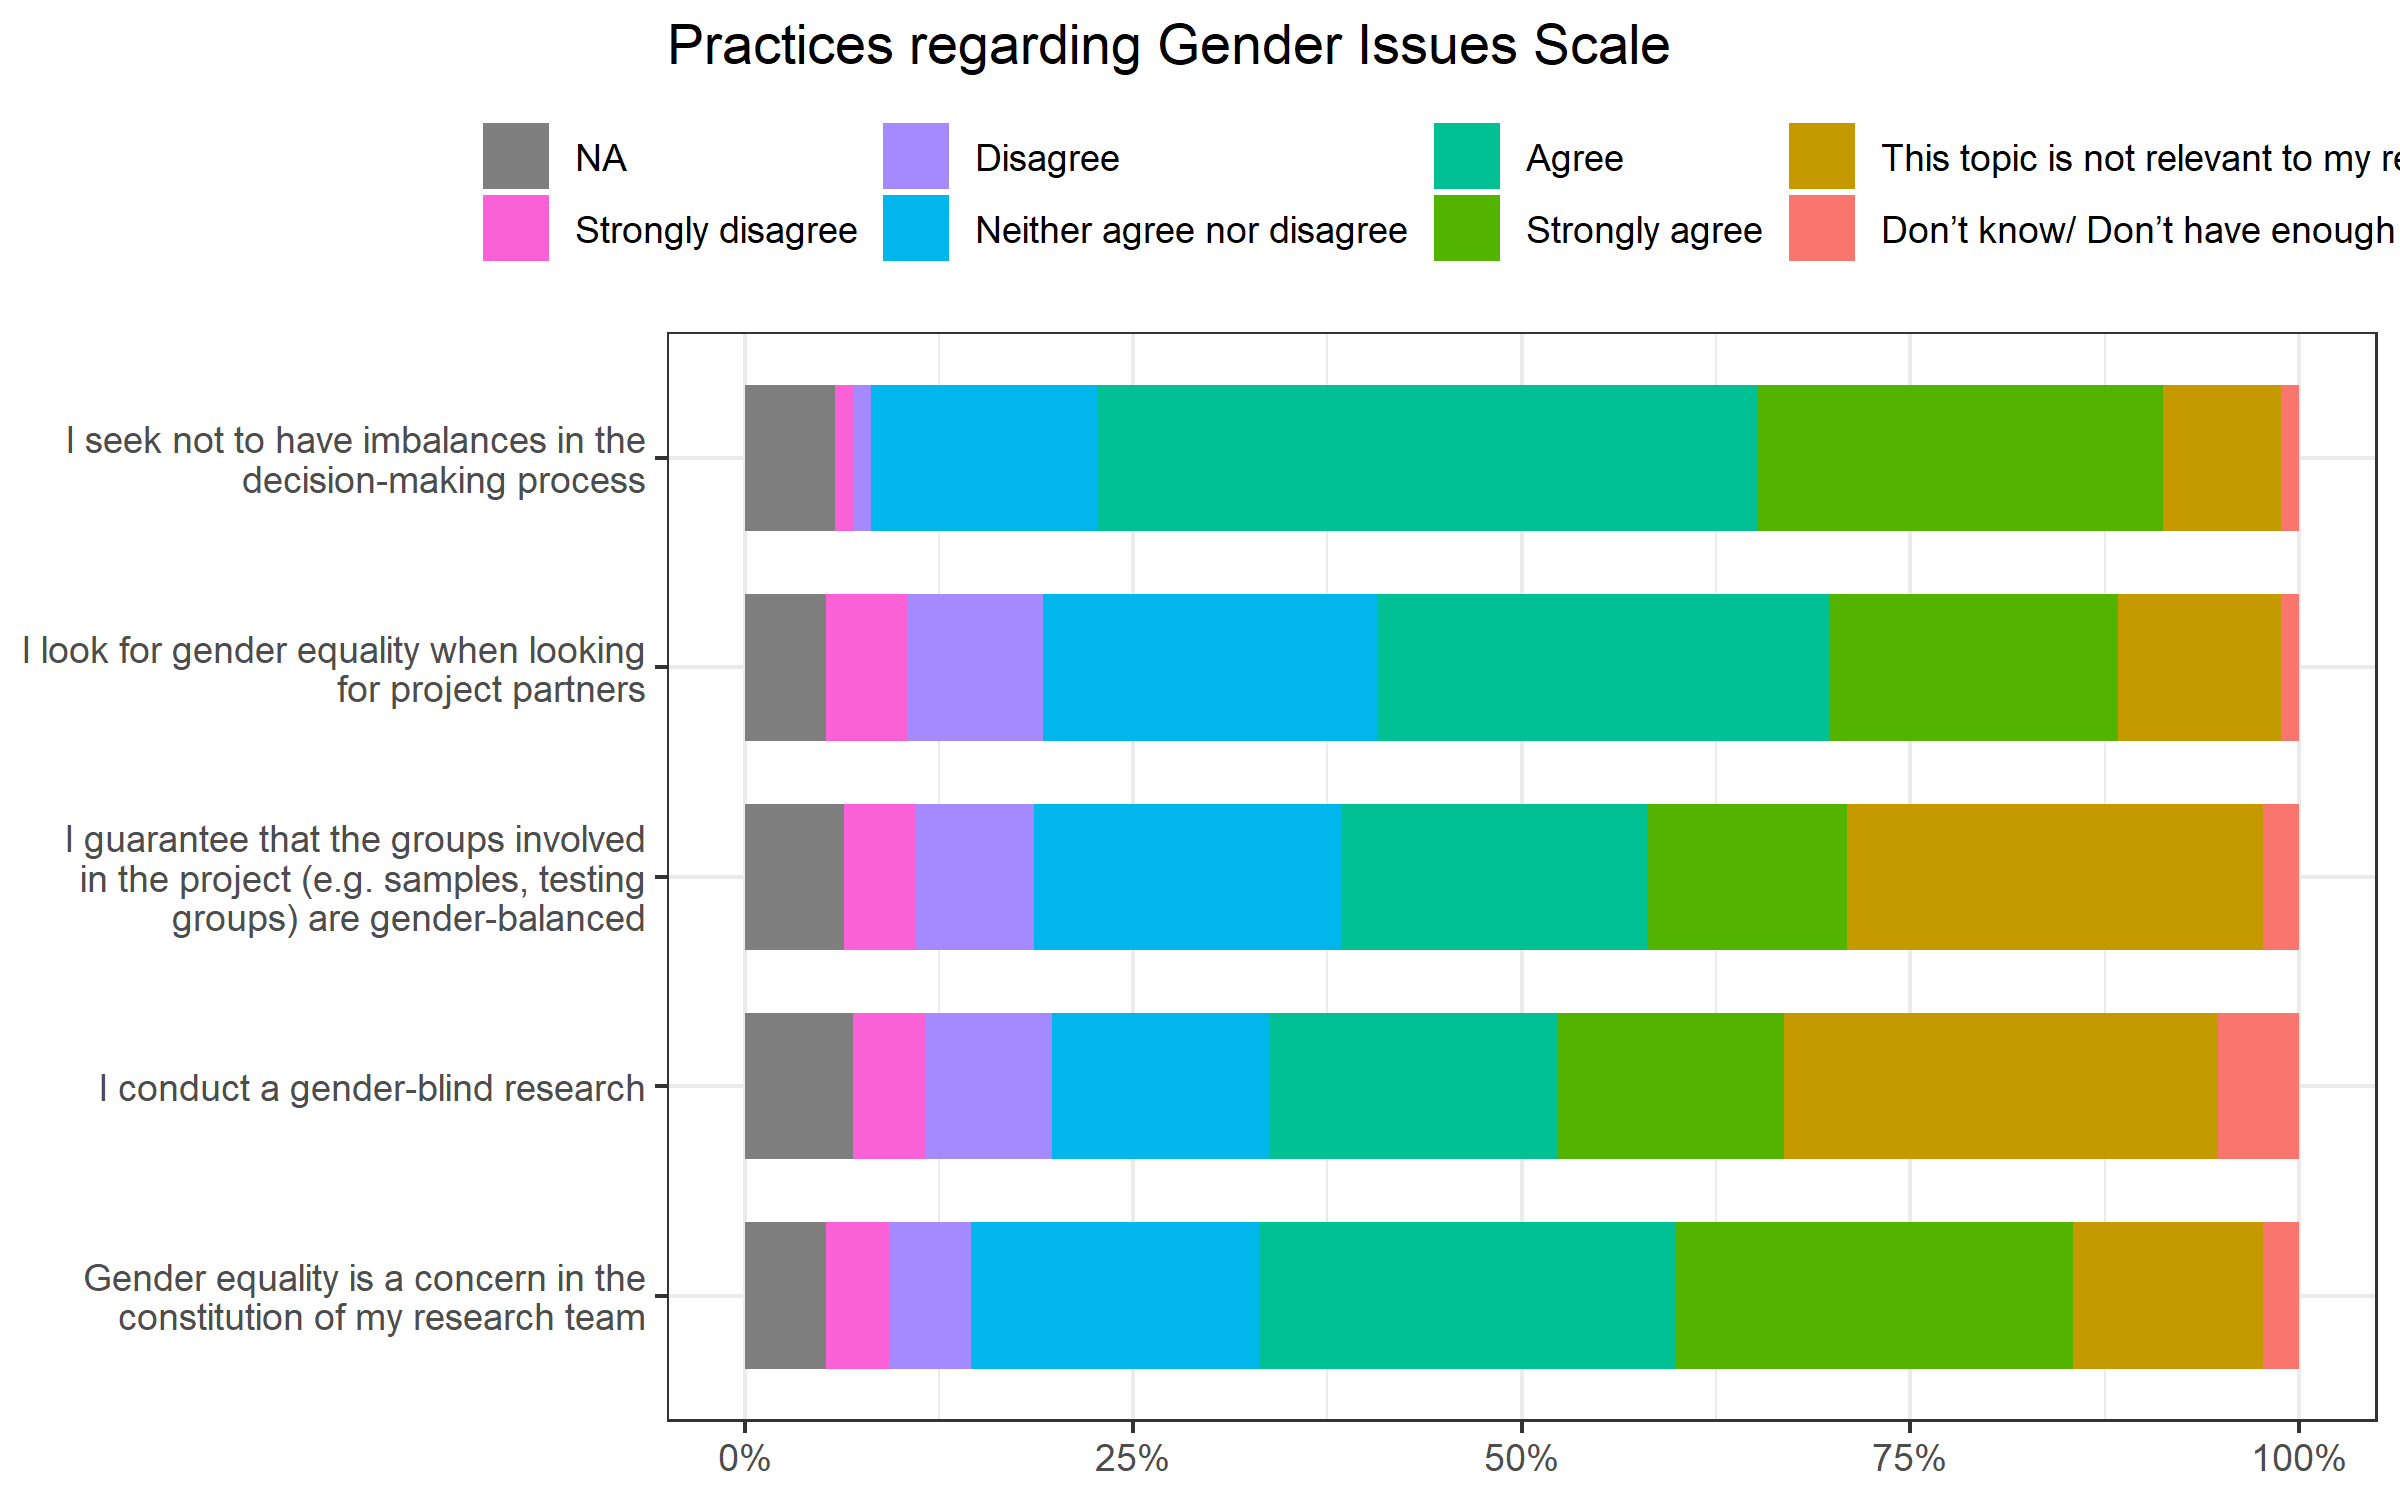 Practices regarding Gender Issues Scale
NA
Disagree
Agree
This topic is not relevant to my
Strongly disagree
Neither agree nor disagree
Strongly agree
Don’t know/ Don’t have enough
I seek not to have imbalances in the
decision-making process
I look for gender equality when looking
for project partners
I guarantee that the groups involved
in the project (e.g. samples, testing
groups) are gender-balanced
I conduct a gender-blind research
Gender equality is a concern in the
constitution of my research team
0%
25%
50%
75%
100%